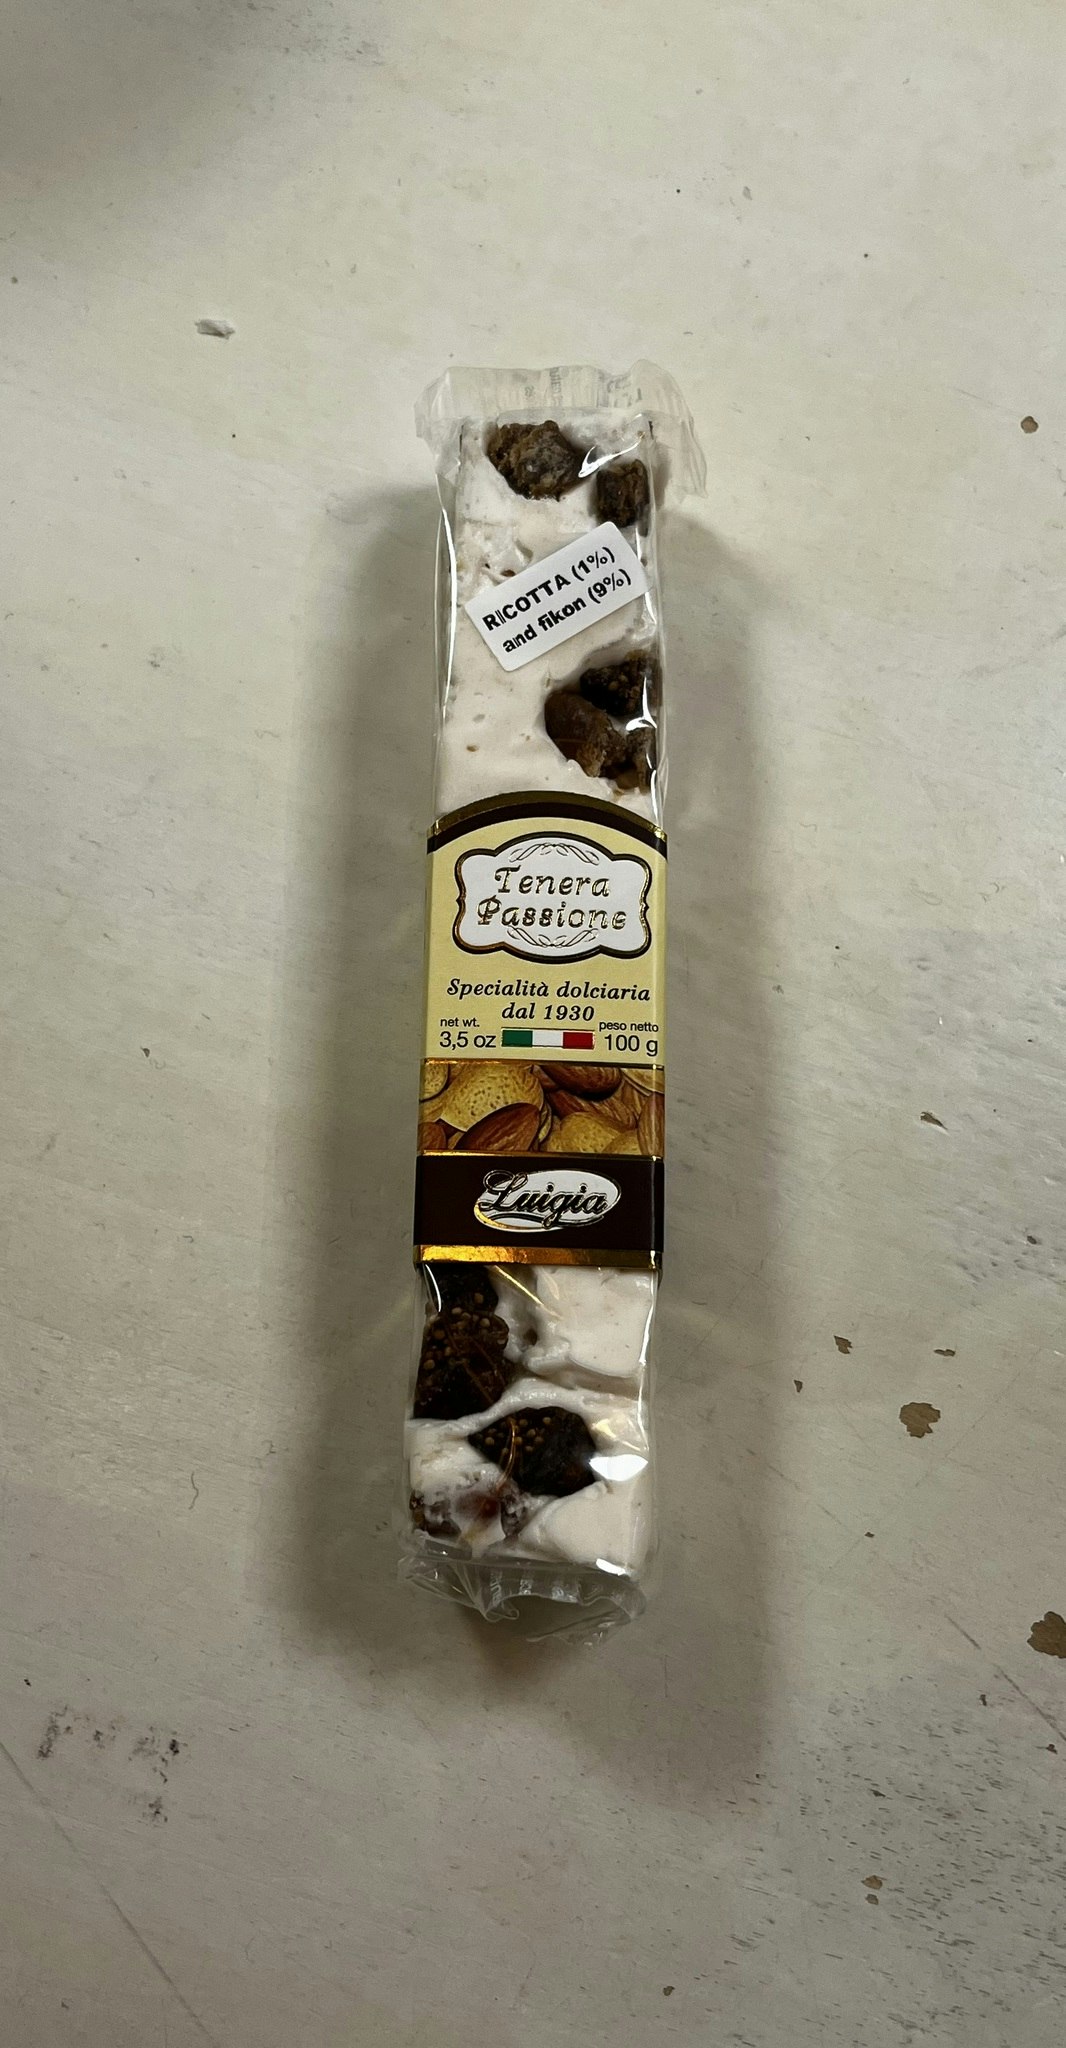 RICOTTA (1%)
and fikon (9%)
Tenera
Passione
Specialità dolciaria
dal 1930
net wt.
3,5 oz
peso netto
100 g
Luigia